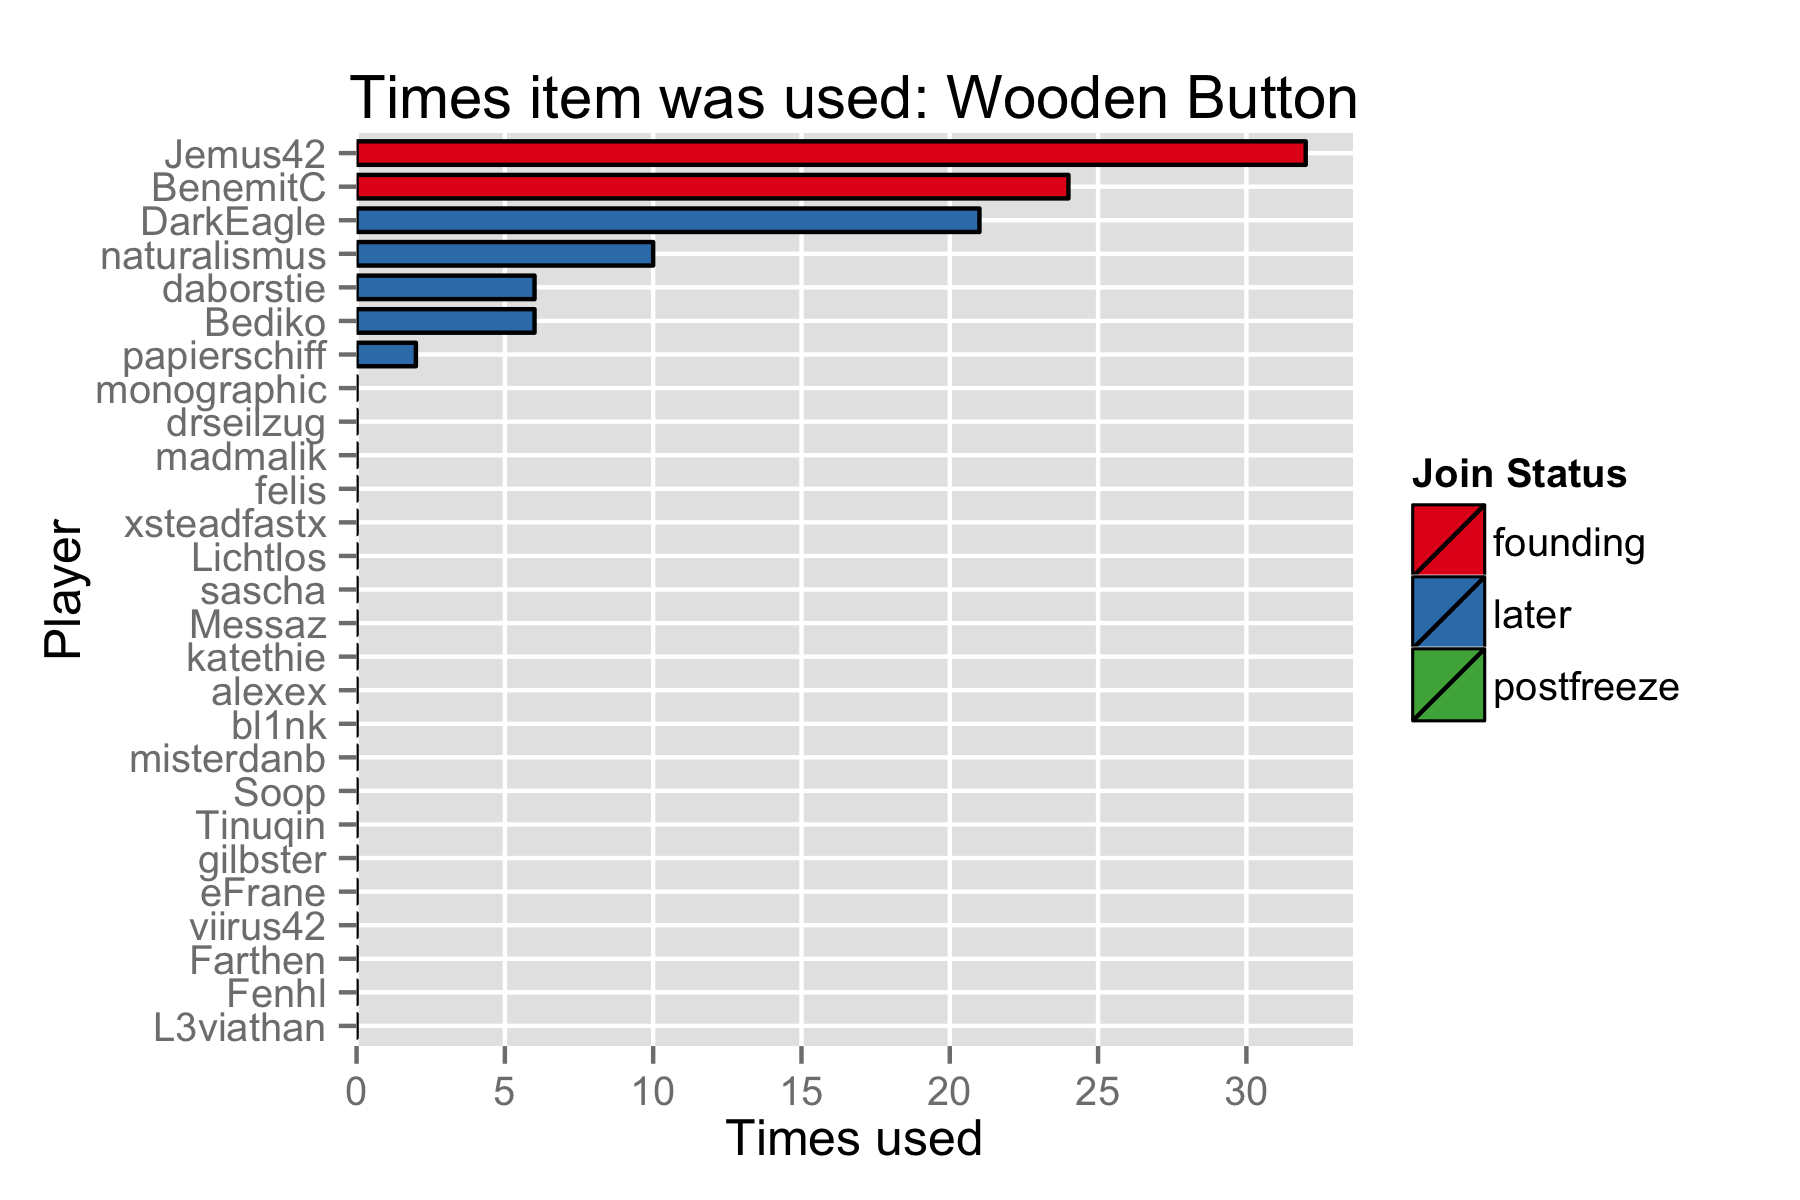 Times item was used: Wooden Button
Jemus42
BenemitC
DarkEagle
naturalismus
daborstie
Bediko
papierschiff
monographic
drseilzug
madmalik
felis
xsteadfastx
Lichtlos
sascha
Messaz
katethie
alexex
bl1nk
misterdanb
Soop
Tinuqin
gilbster
eFrane
viirus42
Farthen
Fenhl
L3viathan
Player
0 5 10 15 20 25 30
Times used
Join Status
founding
later
postfreeze